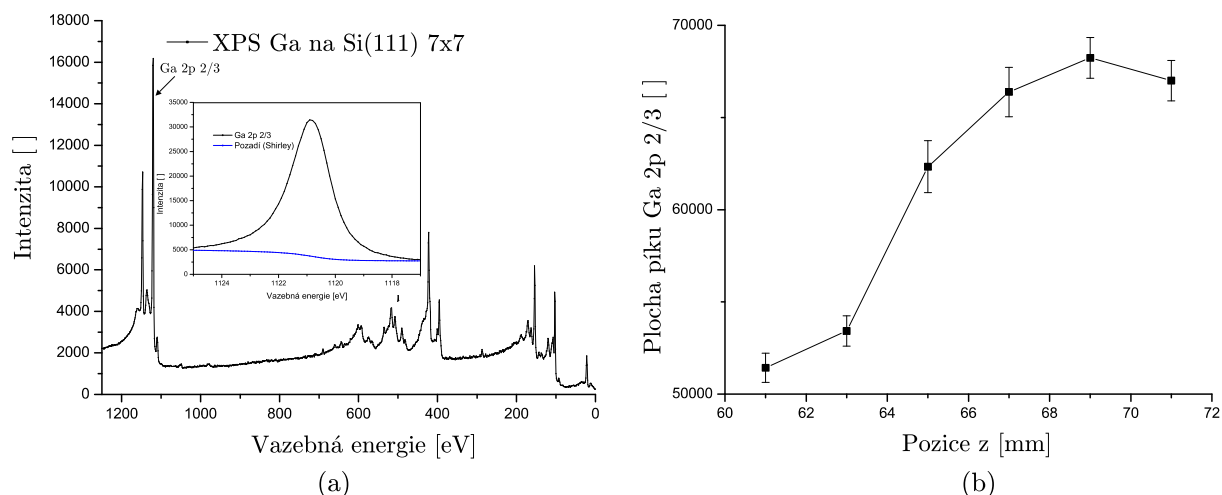 18000
16000
14000
12000
10000
8000
6000
4000
2000
0
Intenzita [ ]
XPS Ga na Si(111) 7x7
Ga 2p 2/3
35000
30000
25000
20000
15000
10000
5000
0
Intenzita [ ]
Ga 2p 2/3
Pozadí (Shirley)
1124 1122 1120 1118
Vazebná energie [eV]
1200 1000 800 600 400 200 0
Vazebná energie [eV]
(a)
70000
60000
50000
Plocha píku Ga 2p 2/3 [ ]
60 62 64 66 68 70 72
Pozice z [mm]
(b)